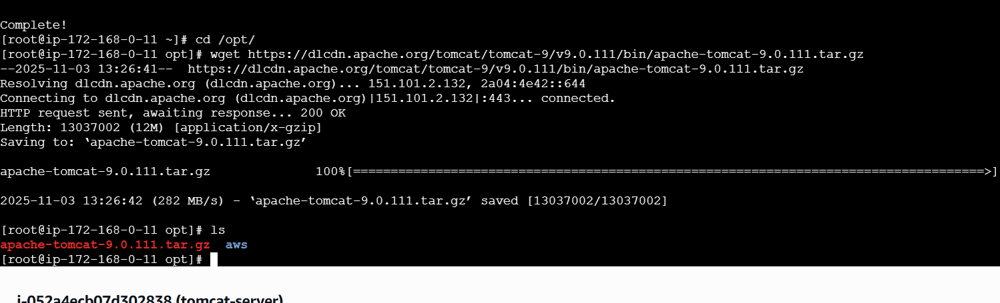 Complete!
[root@ip-172-168-0-11 ~]# cd /opt/
[root@ip-172-168-0-11 opt]# wget https://dlcdn.apache.org/tomcat/tomcat-9/v9.0.111/bin/apache-tomcat-9.0.111.tar.gz
--2025-11-03 13:26:41--  https://dlcdn.apache.org/tomcat/tomcat-9/v9.0.111/bin/apache-tomcat-9.0.111.tar.gz
Resolving dlcdn.apache.org (dlcdn.apache.org)... 151.101.2.132, 2a04:4e42::644
Connecting to dlcdn.apache.org (dlcdn.apache.org)|151.101.2.132|:443... connected.
HTTP request sent, awaiting response... 200 OK
Length: 13037002 (12M) [application/x-gzip]
Saving to: ‘apache-tomcat-9.0.111.tar.gz’
apache-tomcat-9.0.111.tar.gz              100%[====================================================================================>]
2025-11-03 13:26:42 (282 MB/s) - ‘apache-tomcat-9.0.111.tar.gz’ saved [13037002/13037002]
[root@ip-172-168-0-11 opt]# ls
apache-tomcat-9.0.111.tar.gz  aws
[root@ip-172-168-0-11 opt]#
i-052a4ecb07d302838 (tomcat-server)